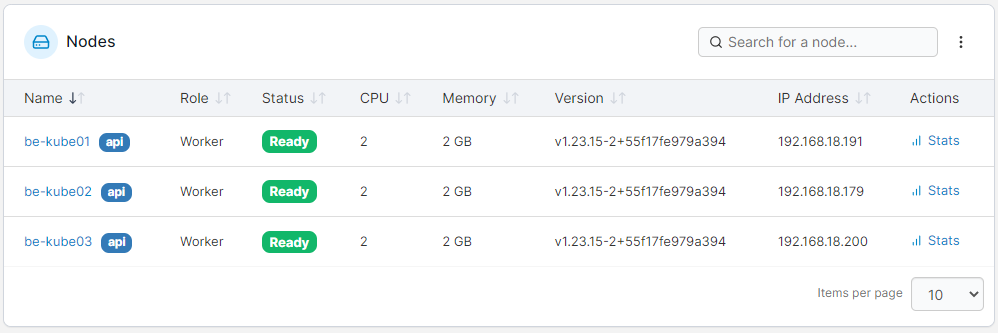 Nodes
Search for a node...
Name Role Status CPU Memory Version IP Address Actions
be-kube01 api Worker Ready 2 2 GB v1.23.15-2+55f17fe979a394 192.168.18.191 Stats
be-kube02 api Worker Ready 2 2 GB v1.23.15-2+55f17fe979a394 192.168.18.179 Stats
be-kube03 api Worker Ready 2 2 GB v1.23.15-2+55f17fe979a394 192.168.18.200 Stats
Items per page 10